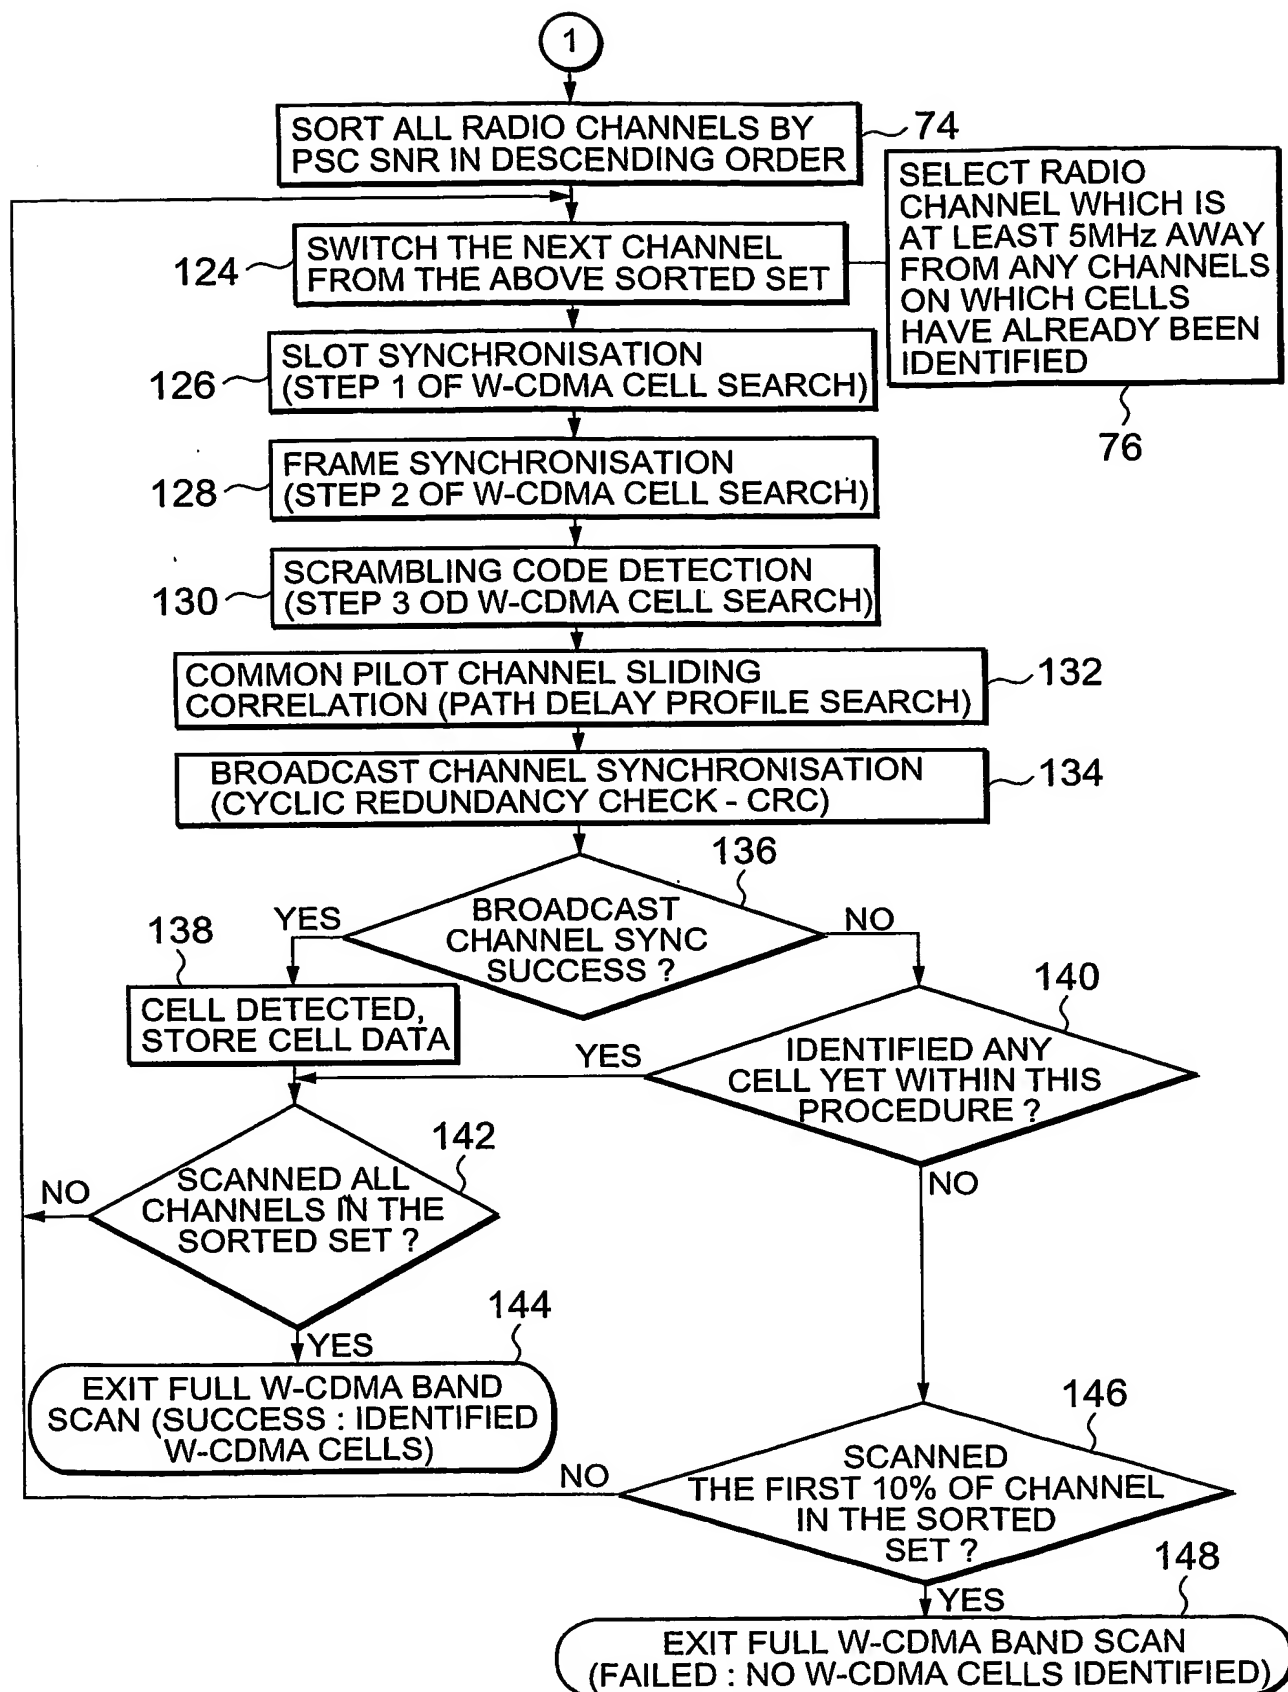 1
SORT ALL RADIO CHANNELS BY
PSC SNR IN DESCENDING ORDER
74
SELECT RADIO
CHANNEL WHICH IS
AT LEAST 5MHz AWAY
FROM ANY CHANNELS
ON WHICH CELLS
HAVE ALREADY BEEN
IDENTIFIED
76
124
SWITCH THE NEXT CHANNEL
FROM THE ABOVE SORTED SET
126
SLOT SYNCHRONISATION
(STEP 1 OF W-CDMA CELL SEARCH)
128
FRAME SYNCHRONISATION
(STEP 2 OF W-CDMA CELL SEARCH)
130
SCRAMBLING CODE DETECTION
(STEP 3 OD W-CDMA CELL SEARCH)
COMMON PILOT CHANNEL SLIDING
CORRELATION (PATH DELAY PROFILE SEARCH)
132
BROADCAST CHANNEL SYNCHRONISATION
(CYCLIC REDUNDANCY CHECK - CRC)
134
136
BROADCAST
CHANNEL SYNC
SUCCESS ?
YES
NO
138
CELL DETECTED,
STORE CELL DATA
140
IDENTIFIED ANY
CELL YET WITHIN THIS
PROCEDURE ?
YES
NO
142
SCANNED ALL
CHANNELS IN THE
SORTED SET ?
NO
YES
144
EXIT FULL W-CDMA BAND
SCAN (SUCCESS : IDENTIFIED
W-CDMA CELLS)
146
SCANNED
THE FIRST 10% OF CHANNEL
IN THE SORTED
SET ?
NO
YES
148
EXIT FULL W-CDMA BAND SCAN
(FAILED : NO W-CDMA CELLS IDENTIFIED)